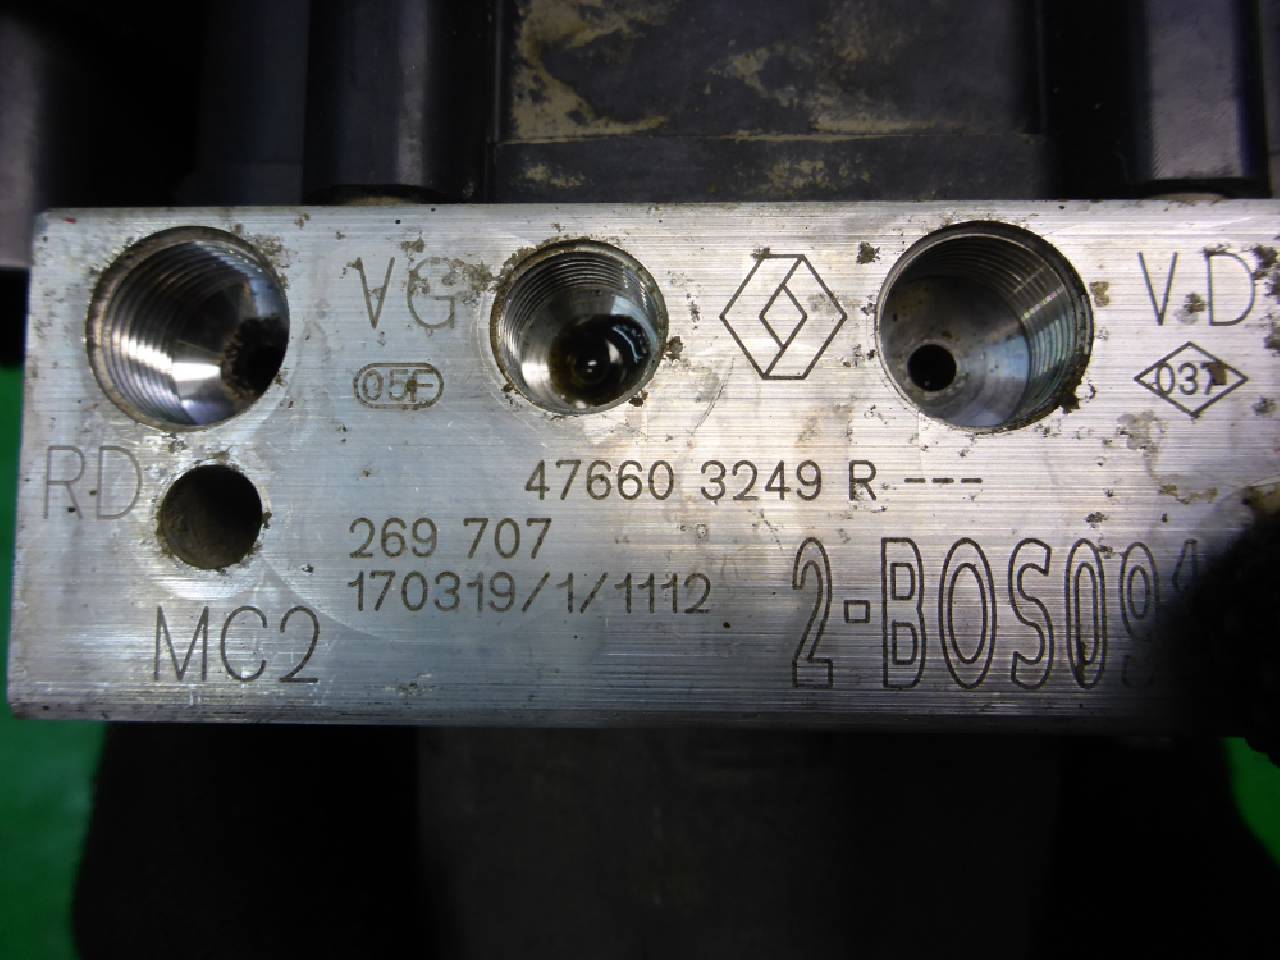 VG
VD
05F
037
RD
47660 3249 R ---
269 707
170319/1/1112
2-BOS09
MC2